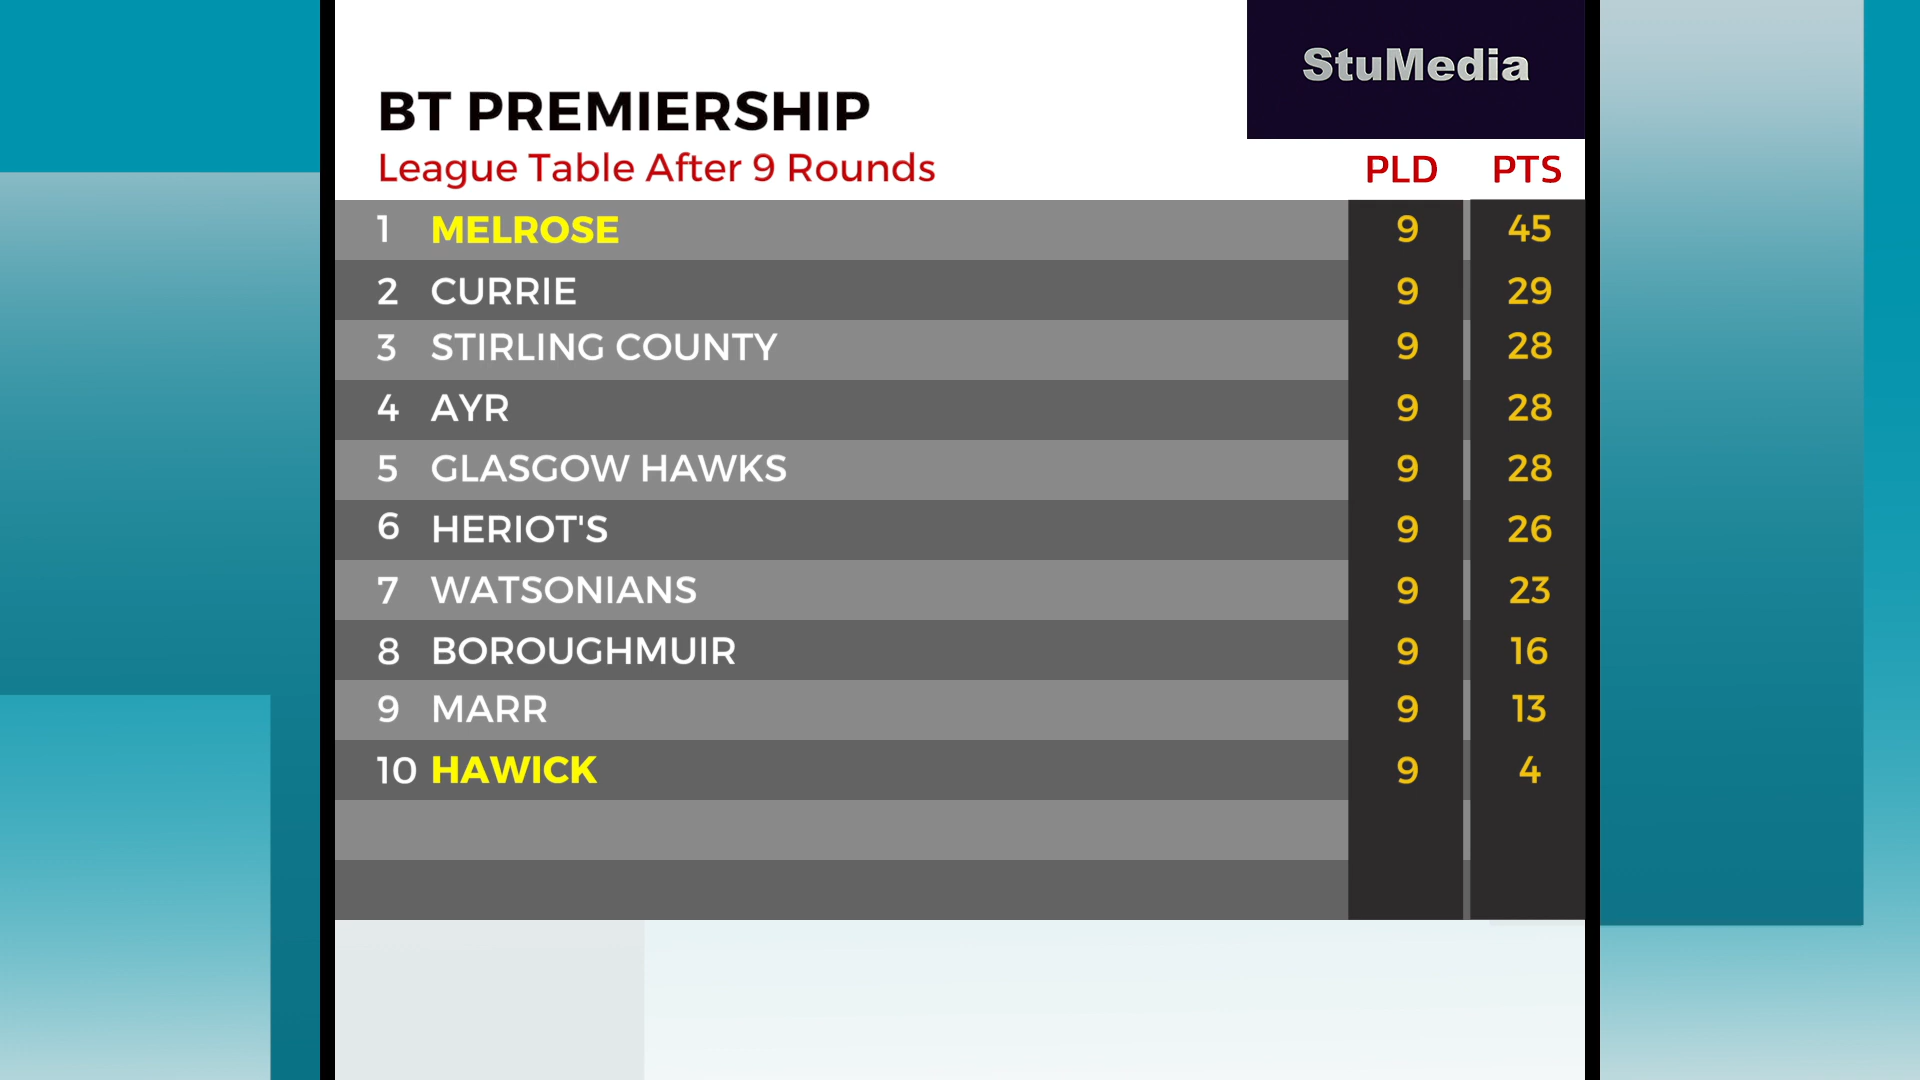 StuMedia
BT PREMIERSHIP
League Table After 9 Rounds PLD PTS
1 MELROSE 9 45
2 CURRIE 9 29
3 STIRLING COUNTY 9 28
4 AYR 9 28
5 GLASGOW HAWKS 9 28
6 HERIOT'S 9 26
7 WATSONIANS 9 23
8 BOROUGHMUIR 9 16
9 MARR 9 13
10 HAWICK 9 4